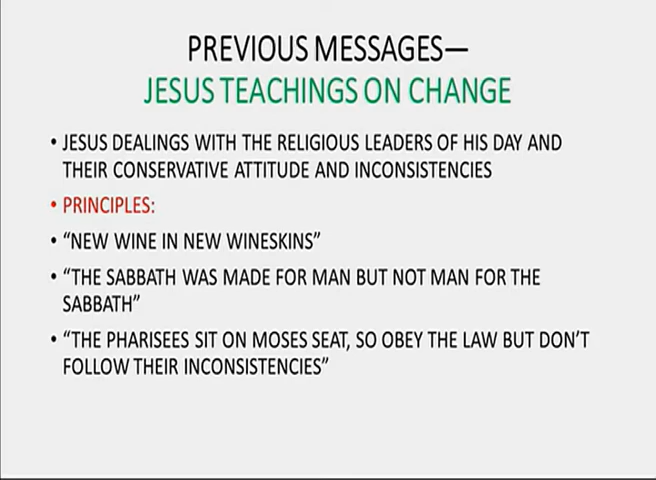 PREVIOUS MESSAGES—
JESUS TEACHINGS ON CHANGE
• JESUS DEALINGS WITH THE RELIGIOUS LEADERS OF HIS DAY AND
THEIR CONSERVATIVE ATTITUDE AND INCONSISTENCIES
• PRINCIPLES:
• “NEW WINE IN NEW WINESKINS”
• “THE SABBATH WAS MADE FOR MAN BUT NOT MAN FOR THE
SABBATH”
• “THE PHARISEES SIT ON MOSES SEAT, SO OBEY THE LAW BUT DON’T
FOLLOW THEIR INCONSISTENCIES”